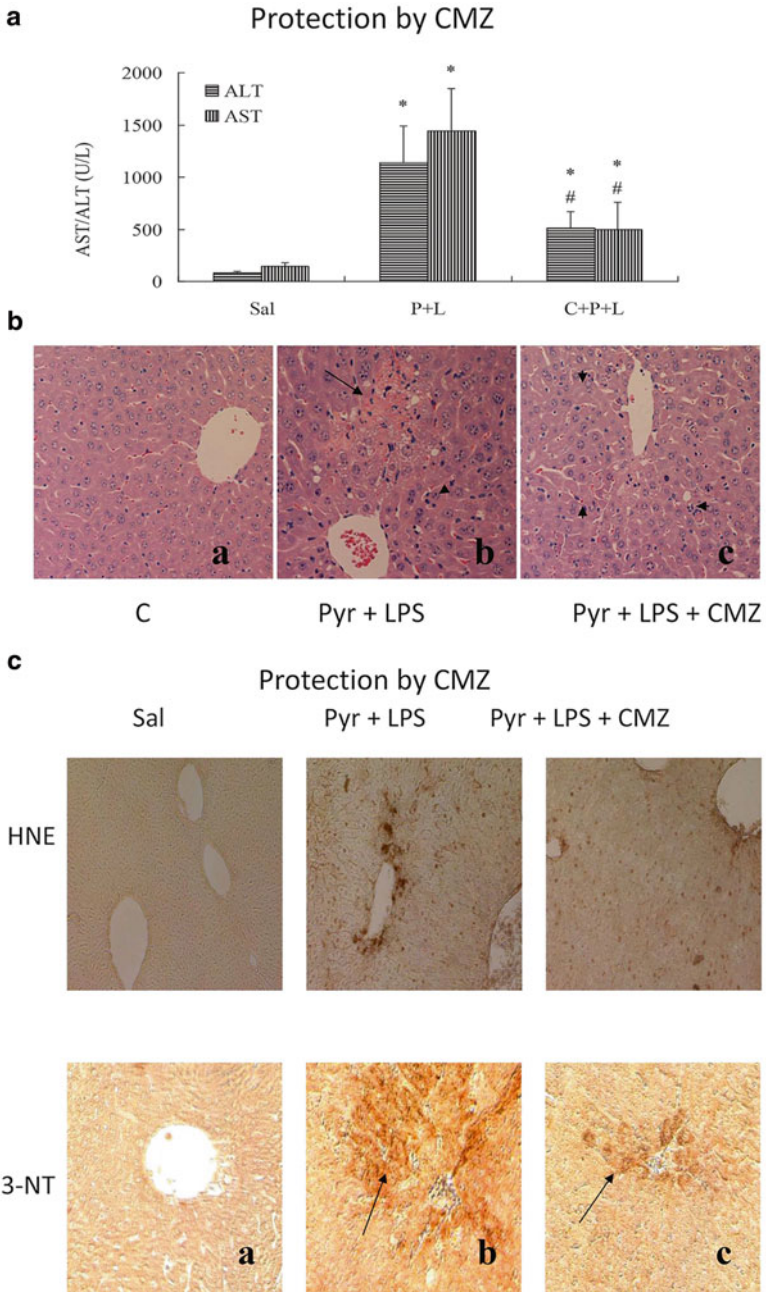 a
Protection by CMZ
2000
1500
1000
500
0
AST/ALT (U/L)
ALT
AST
*
*
*
#
*
#
Sal
P+L
C+P+L
b
a
b
c
C
Pyr + LPS
Pyr + LPS + CMZ
c
Protection by CMZ
Sal
Pyr + LPS
Pyr + LPS + CMZ
HNE
3-NT
a
b
c